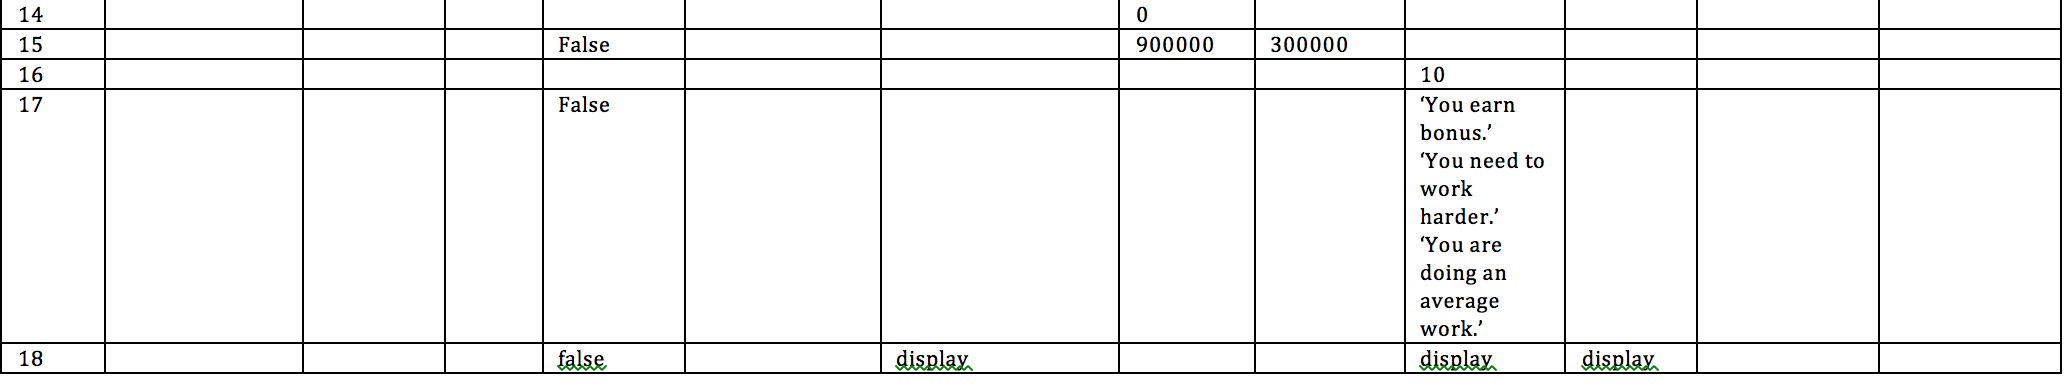 14 0
15 False 900000 300000
16 10
17 False ‘You earn
bonus.’
‘You need to
work
harder.’
‘You are
doing an
average
work.’
18 false display display display